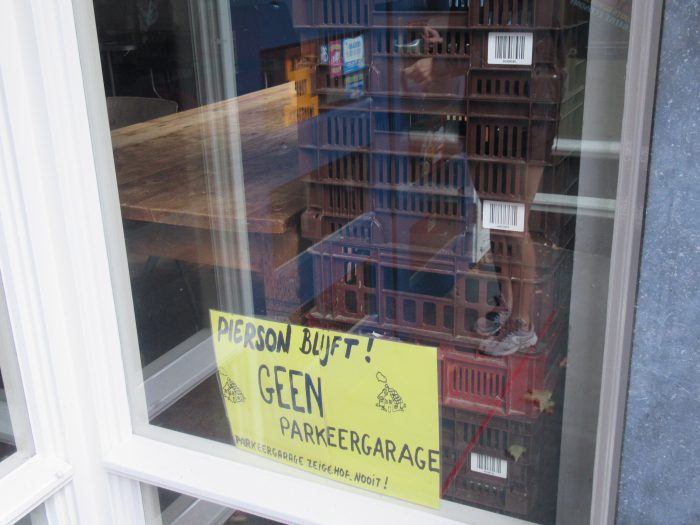 PIERSON BLIJFT!
GEEN
PARKEERGARAGE
PARKEERGARAGE ZEIGEHOF NOOIT!